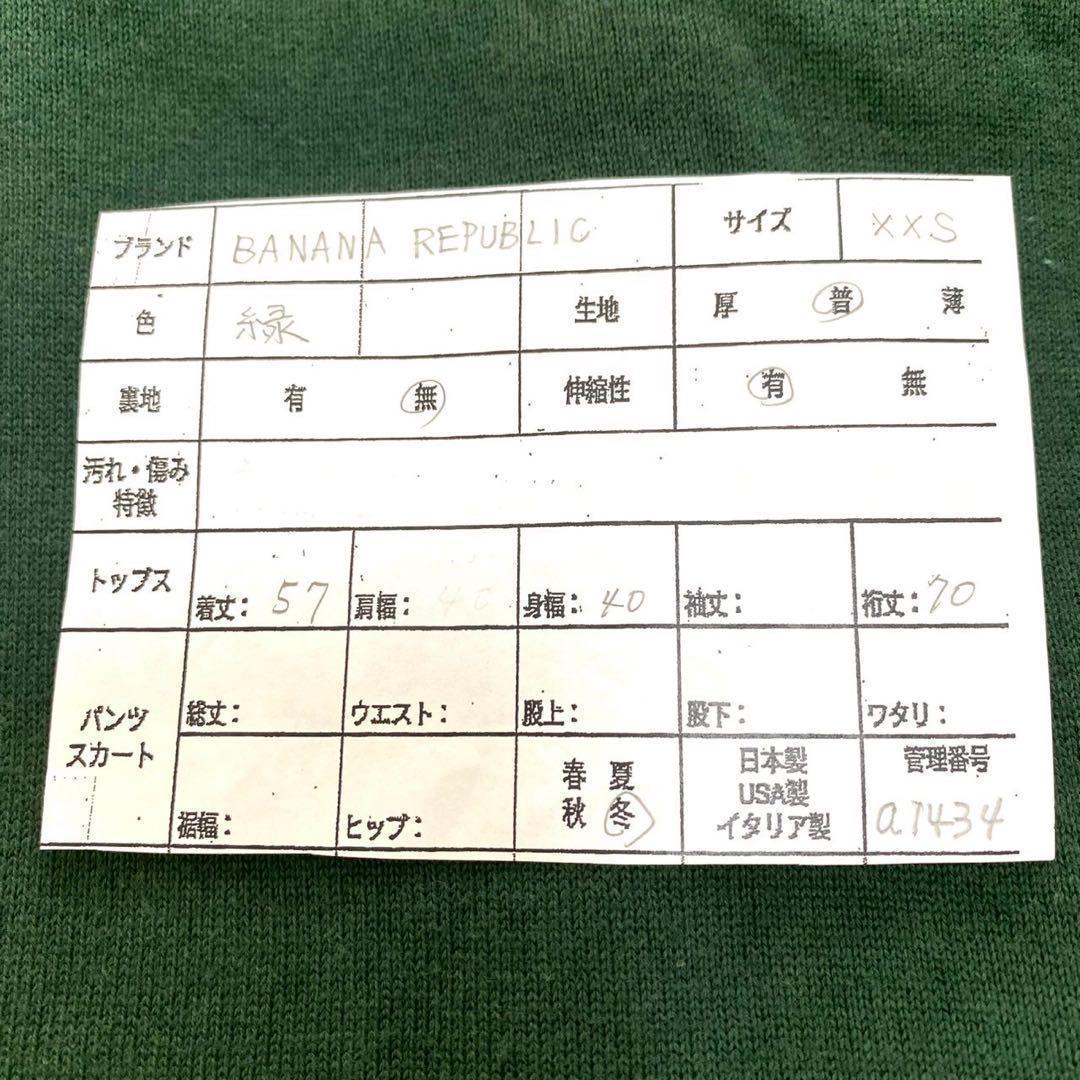 ブランド BANANA REPUBLIC サイズ XXS
色 緑 生地 厚 普 薄
裏地 有 無 伸縮性 有 無
汚れ・傷み
特徴
トップス 着丈: 57 肩幅: 身幅: 40 袖丈: 裄丈: 70
パンツ
スカート
総丈: ウエスト: 股上: 股下: ワタリ:
裾幅: ヒップ:
春 夏
秋 冬
日本製
USA製
イタリア製
管理番号
a1434